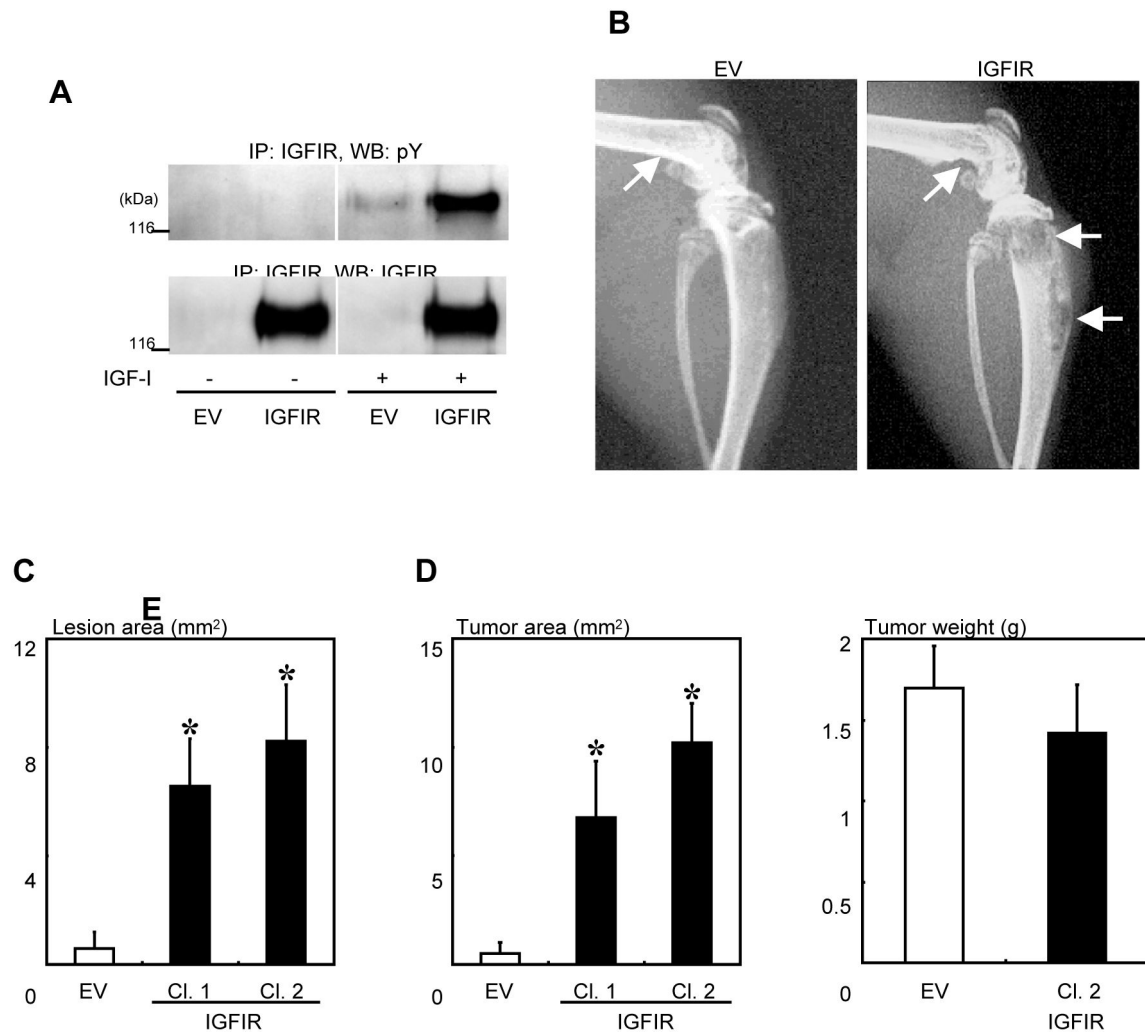 B
EV IGFIR
A
IP: IGFIR, WB: pY
(kDa)
116
IP: IGFIR, WB: IGFIR
116
IGF-I - - + +
EV IGFIR EV IGFIR
C
D
E
Lesion area (mm²)
12
8
4
0
EV Cl. 1 Cl. 2
IGFIR
Tumor area (mm²)
15
10
5
0
EV Cl. 1 Cl. 2
IGFIR
Tumor weight (g)
2
1.5
1
0.5
0
EV Cl. 2
IGFIR